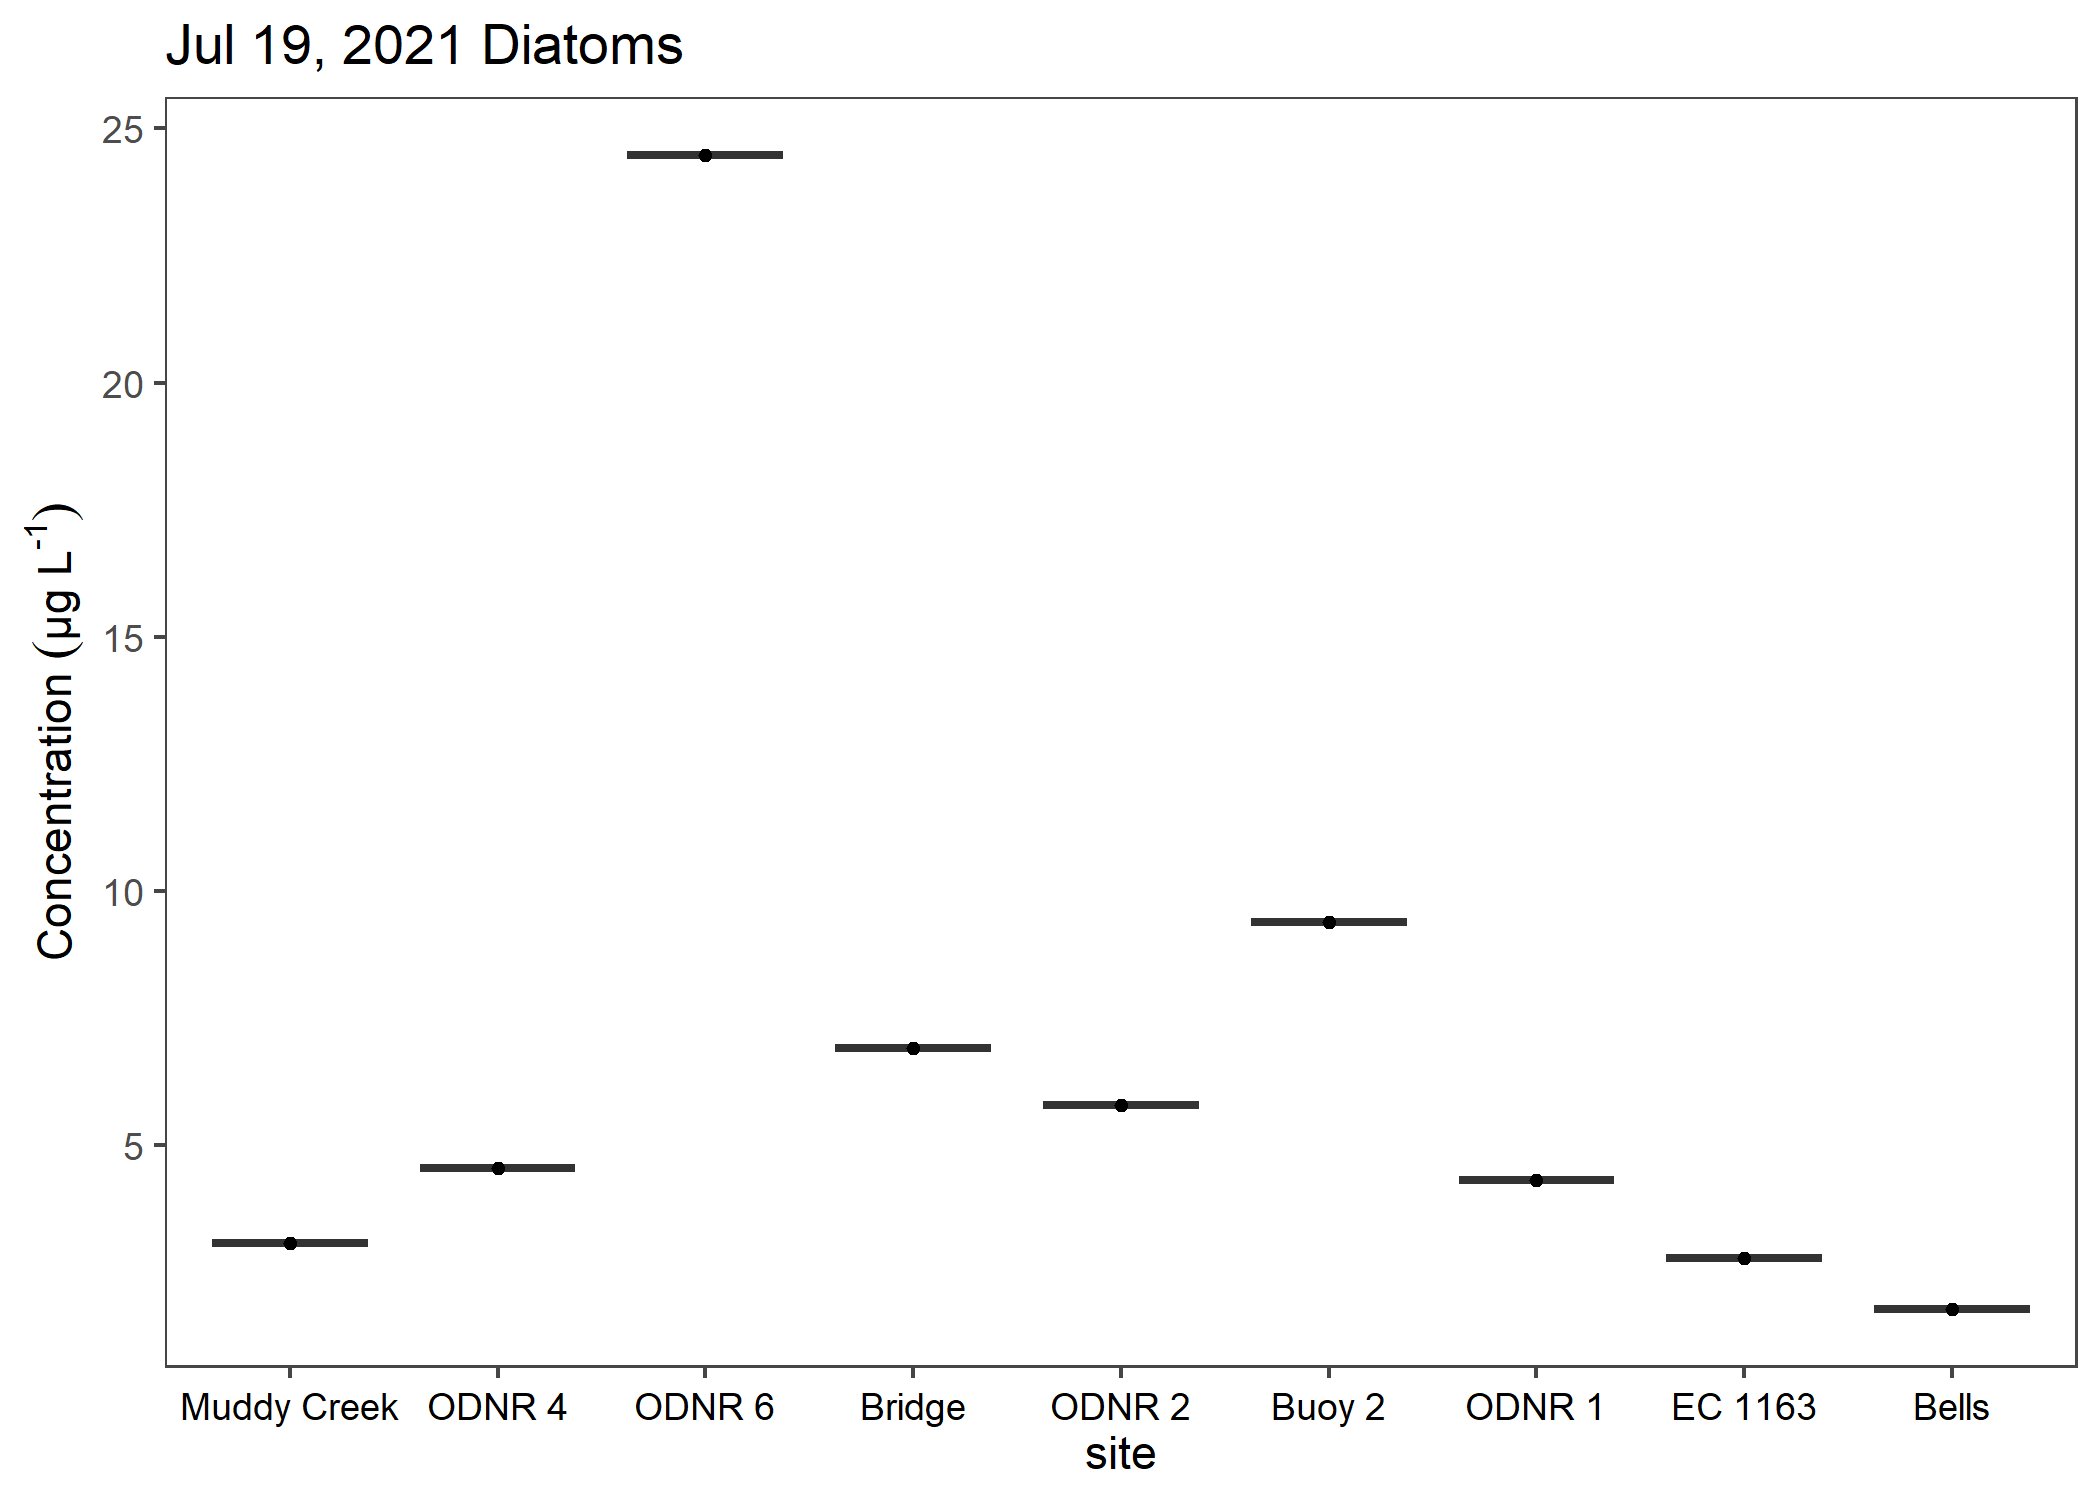 Jul 19, 2021 Diatoms
Concentration (µg L⁻¹)
25
20
15
10
5
Muddy Creek ODNR 4 ODNR 6 Bridge ODNR 2 Buoy 2 ODNR 1 EC 1163 Bells
site